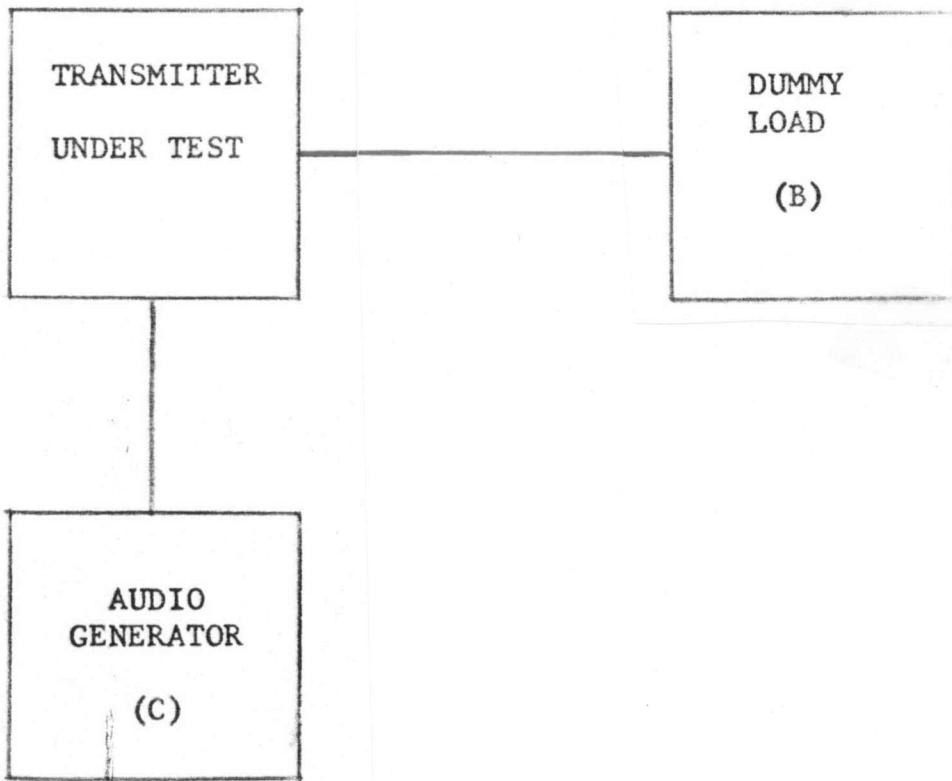 TRANSMITTER
UNDER TEST
DUMMY
LOAD
(B)
AUDIO
GENERATOR
(C)